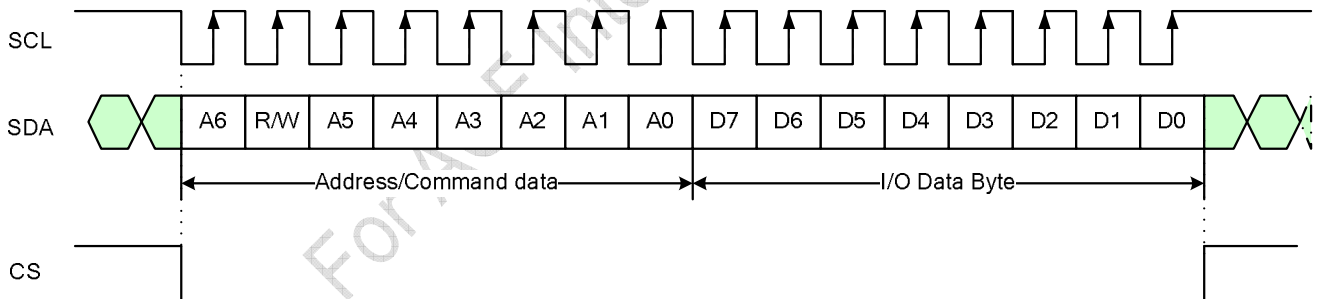 SCL
SDA A6 R/W A5 A4 A3 A2 A1 A0 D7 D6 D5 D4 D3 D2 D1 D0
Address/Command data I/O Data Byte
CS
For